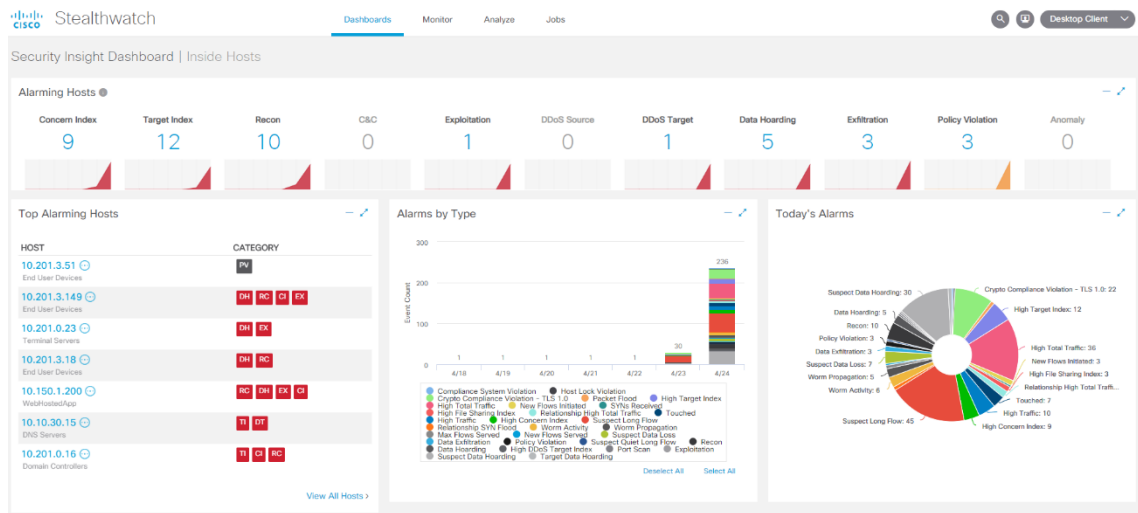 CISCO Stealthwatch
Dashboards Monitor Analyze Jobs
Desktop Client
Security Insight Dashboard | Inside Hosts
Alarming Hosts
Concern Index Target Index Recon C&C Exploitation DDoS Source DDoS Target Data Hoarding Exfiltration Policy Violation Anomaly
9 12 10 0 1 0 1 5 3 3 0
Top Alarming Hosts
HOST CATEGORY
10.201.3.51 PV
End User Devices
10.201.3.149 DH RC CI EX
End User Devices
10.201.0.23 DH EX
Terminal Servers
10.201.3.18 DH RC
End User Devices
10.150.1.200 RC DH EX CI
WebHostedApp
10.10.30.15 TI DT
DNS Servers
10.201.0.16 TI CI RC
Domain Controllers
View All Hosts >
Alarms by Type
Event Count
300
200
100
0
1 1 1 1 1 30 236
4/18 4/19 4/20 4/21 4/22 4/23 4/24
Compliance System Violation Host Lock Violation
Crypto Compliance Violation - TLS 1.0 Packet Flood High Target Index
High Total Traffic New Flows Initiated SYNs Received
High File Sharing Index Relationship High Total Traffic Touched
High Traffic High Concern Index Suspect Long Flow
Relationship SYN Flood Worm Activity Worm Propagation
Max Flows Served New Flows Served Suspect Data Loss
Data Exfiltration Policy Violation Suspect Quiet Long Flow Recon
Data Hoarding High DDoS Target Index Port Scan Exploitation
Suspect Data Hoarding Target Data Hoarding
Deselect All Select All
Today's Alarms
Suspect Data Hoarding: 30
Data Hoarding: 5
Recon: 10
Policy Violation: 3
Data Exfiltration: 3
Suspect Data Loss: 7
Worm Propagation: 5
Worm Activity: 6
Suspect Long Flow: 45
Crypto Compliance Violation - TLS 1.0: 22
High Target Index: 12
High Total Traffic: 36
New Flows Initiated: 3
High File Sharing Index: 3
Relationship High Total Traffi...
Touched: 7
High Traffic: 10
High Concern Index: 9